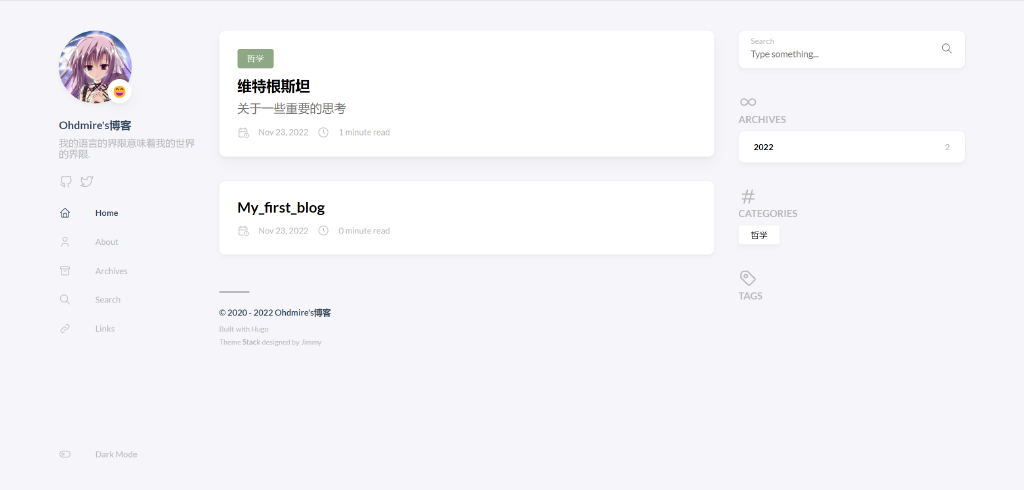 Ohdmire's博客
我的语言的界限意味着我的世界
的界限.
Home
About
Archives
Search
Links
Dark Mode
哲学
维特根斯坦
关于一些重要的思考
Nov 23, 2022 1 minute read
My_first_blog
Nov 23, 2022 0 minute read
© 2020 - 2022 Ohdmire's博客
Built with Hugo
Theme Stack designed by Jimmy
Search
Type something...
ARCHIVES
2022 2
CATEGORIES
哲学
TAGS